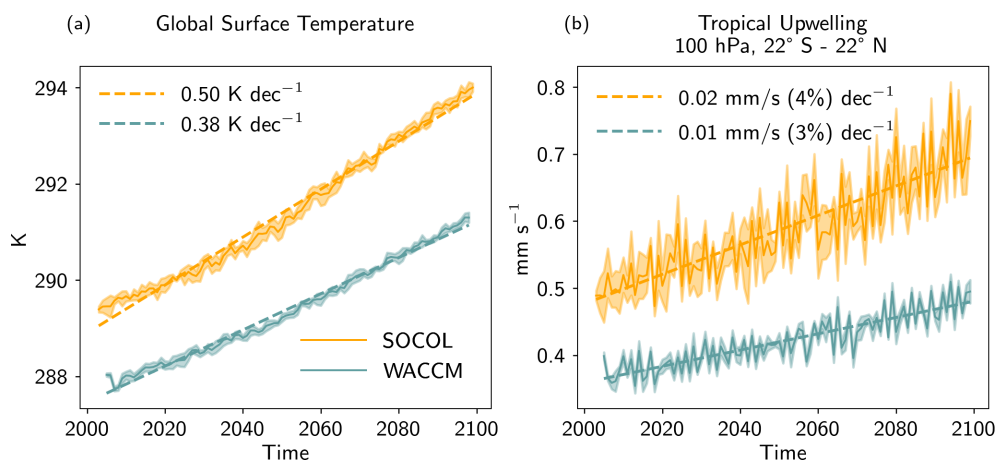 (a) Global Surface Temperature
294
292
290
288
K
0.50 K dec⁻¹
0.38 K dec⁻¹
SOCOL
WACCM
2000 2020 2040 2060 2080 2100
Time
(b) Tropical Upwelling
100 hPa, 22° S - 22° N
0.8
0.7
0.6
0.5
0.4
mm s⁻¹
0.02 mm/s (4%) dec⁻¹
0.01 mm/s (3%) dec⁻¹
2000 2020 2040 2060 2080 2100
Time